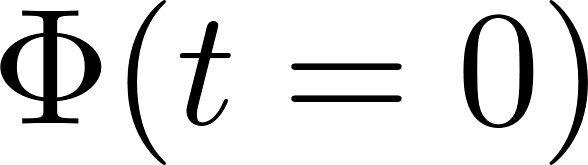 Φ(t = 0)